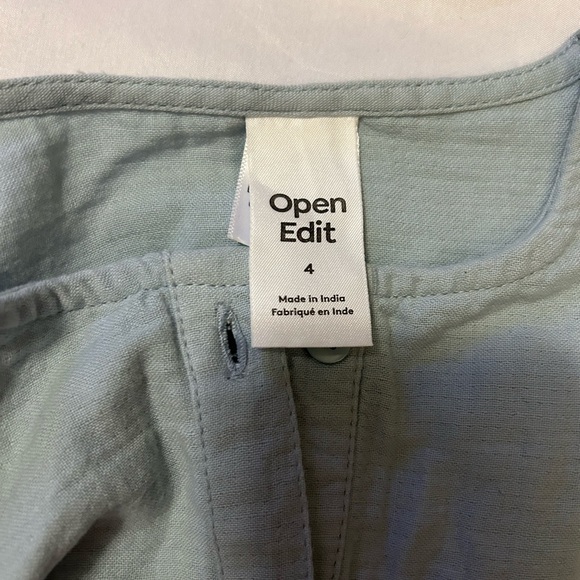 Open
Edit
4
Made in India
Fabriqué en Inde